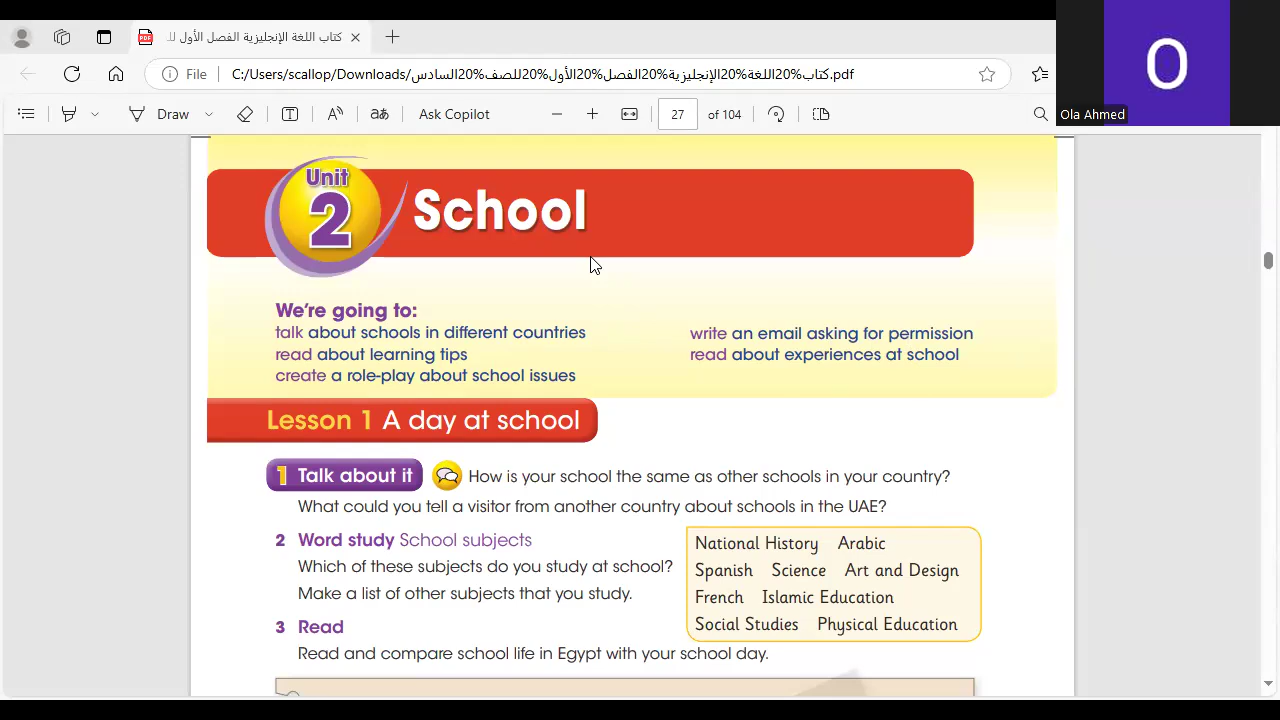 كتاب اللغة الإنجليزية الفصل الأول لل
File
C:/Users/scallop/Downloads/كتاب%20اللغة%20الإنجليزية%20الفصل%20الأول%20للصف%20السادس.pdf
Draw
Ask Copilot
27 of 104
Ola Ahmed
O
Unit 2 School
We're going to:
talk about schools in different countries
read about learning tips
create a role-play about school issues
write an email asking for permission
read about experiences at school
Lesson 1 A day at school
1 Talk about it How is your school the same as other schools in your country?
What could you tell a visitor from another country about schools in the UAE?
2 Word study School subjects
Which of these subjects do you study at school?
Make a list of other subjects that you study.
National History Arabic
Spanish Science Art and Design
French Islamic Education
Social Studies Physical Education
3 Read
Read and compare school life in Egypt with your school day.